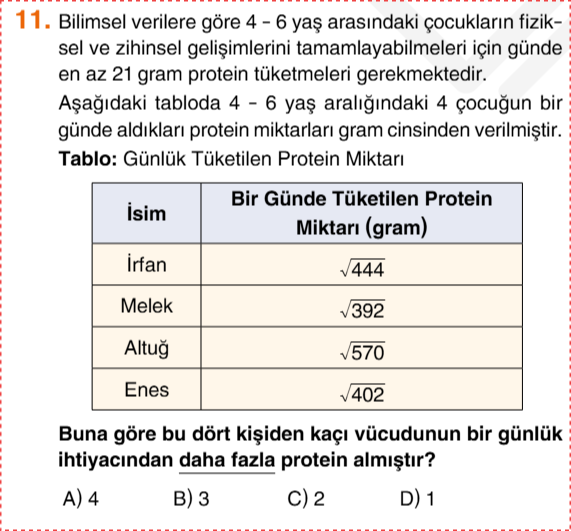 11. Bilimsel verilere göre 4 - 6 yaş arasındaki çocukların fizik-
sel ve zihinsel gelişimlerini tamamlayabilmeleri için günde
en az 21 gram protein tüketmeleri gerekmektedir.
Aşağıdaki tabloda 4 - 6 yaş aralığındaki 4 çocuğun bir
günde aldıkları protein miktarları gram cinsinden verilmiştir.
Tablo: Günlük Tüketilen Protein Miktarı
İsim
Bir Günde Tüketilen Protein
Miktarı (gram)
İrfan √444
Melek √392
Altuğ √570
Enes √402
Buna göre bu dört kişiden kaçı vücudunun bir günlük
ihtiyacından daha fazla protein almıştır?
A) 4 B) 3 C) 2 D) 1